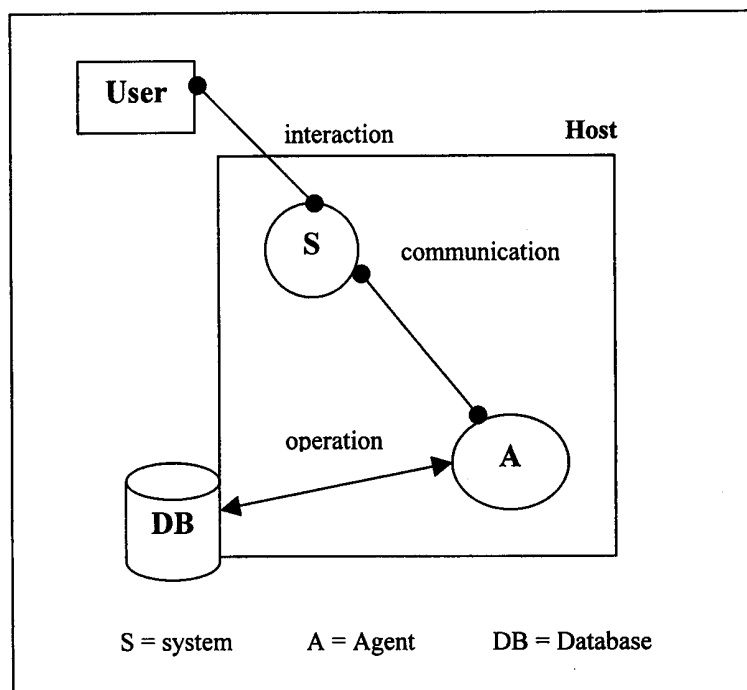 User
interaction
Host
S
communication
operation
A
DB
S = system A = Agent DB = Database